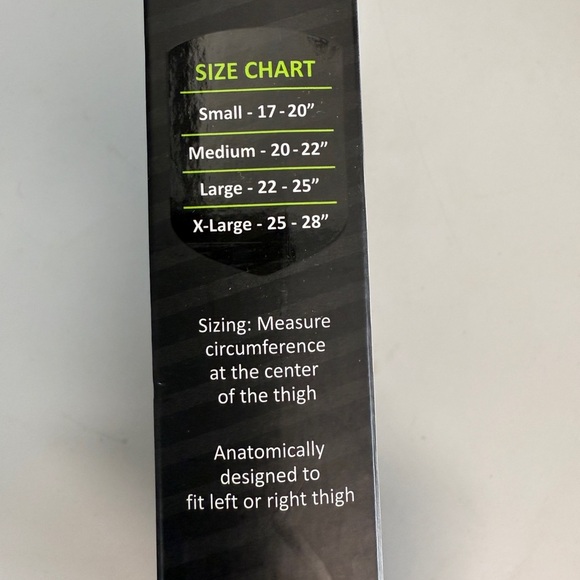 SIZE CHART
Small - 17 - 20”
Medium - 20 - 22”
Large - 22 - 25”
X-Large - 25 - 28”
Sizing: Measure
circumference
at the center
of the thigh
Anatomically
designed to
fit left or right thigh